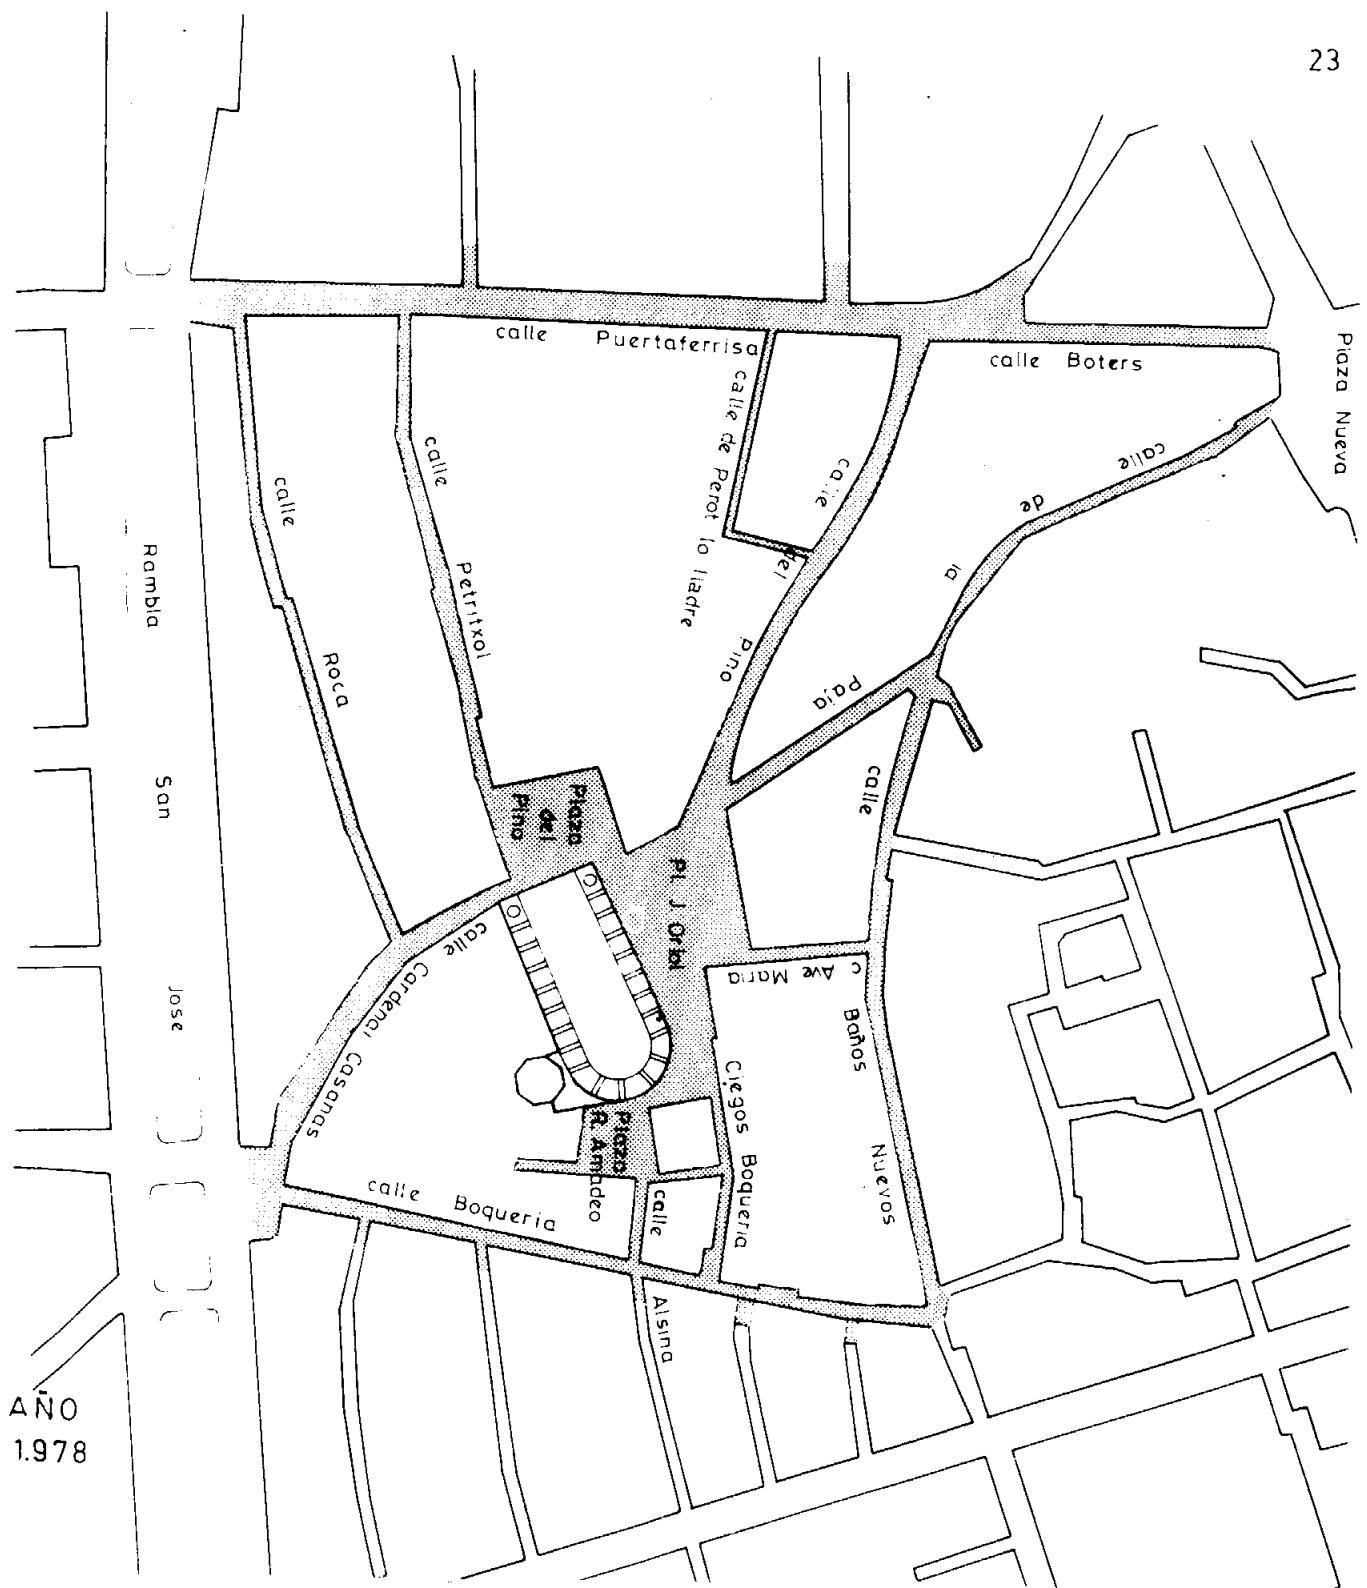 23
calle Puertaferrisa
calle Boters
Plaza Nueva
calle de Perot lo lladre
calle del Pino
calle de la Paja
calle Petritxol
calle Roca
Rambla San Jose
Plaza
del
Pino
Pl. J. Oriol
calle Cardenal Casañas
c Ave Maria
calle Baños Nuevos
Ciegos Boqueria
Plaza
R. Amadeo
calle Boqueria
calle Alsina
AÑO
1.978